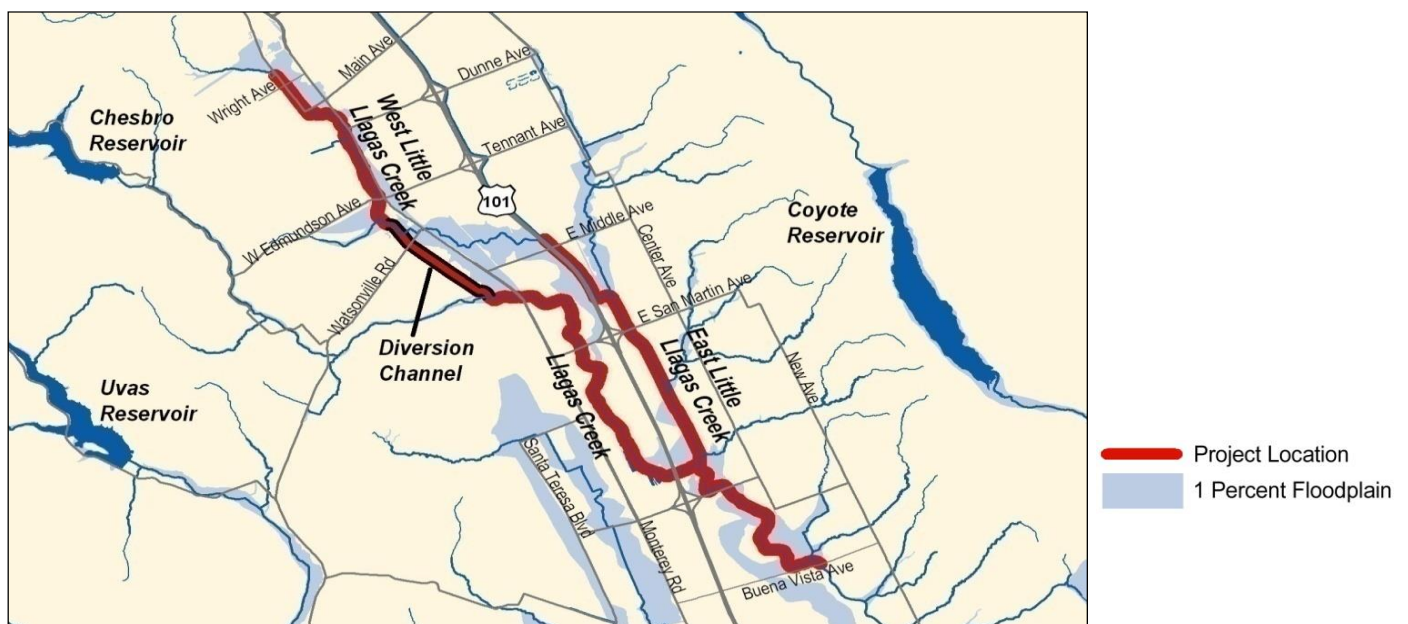 Wright Ave
Main Ave
Dunne Ave
Chesbro
Reservoir
West Little
Llagas Creek
Tennant Ave
101
W Edmundson Ave
E Middle Ave
Center Ave
Coyote
Reservoir
Watsonville Rd
Diversion
Channel
E San Martin Ave
East Little
Llagas Creek
New Ave
Uvas
Reservoir
Llagas Creek
Santa Teresa Blvd
Monterey Rd
Buena Vista Ave
Project Location
1 Percent Floodplain